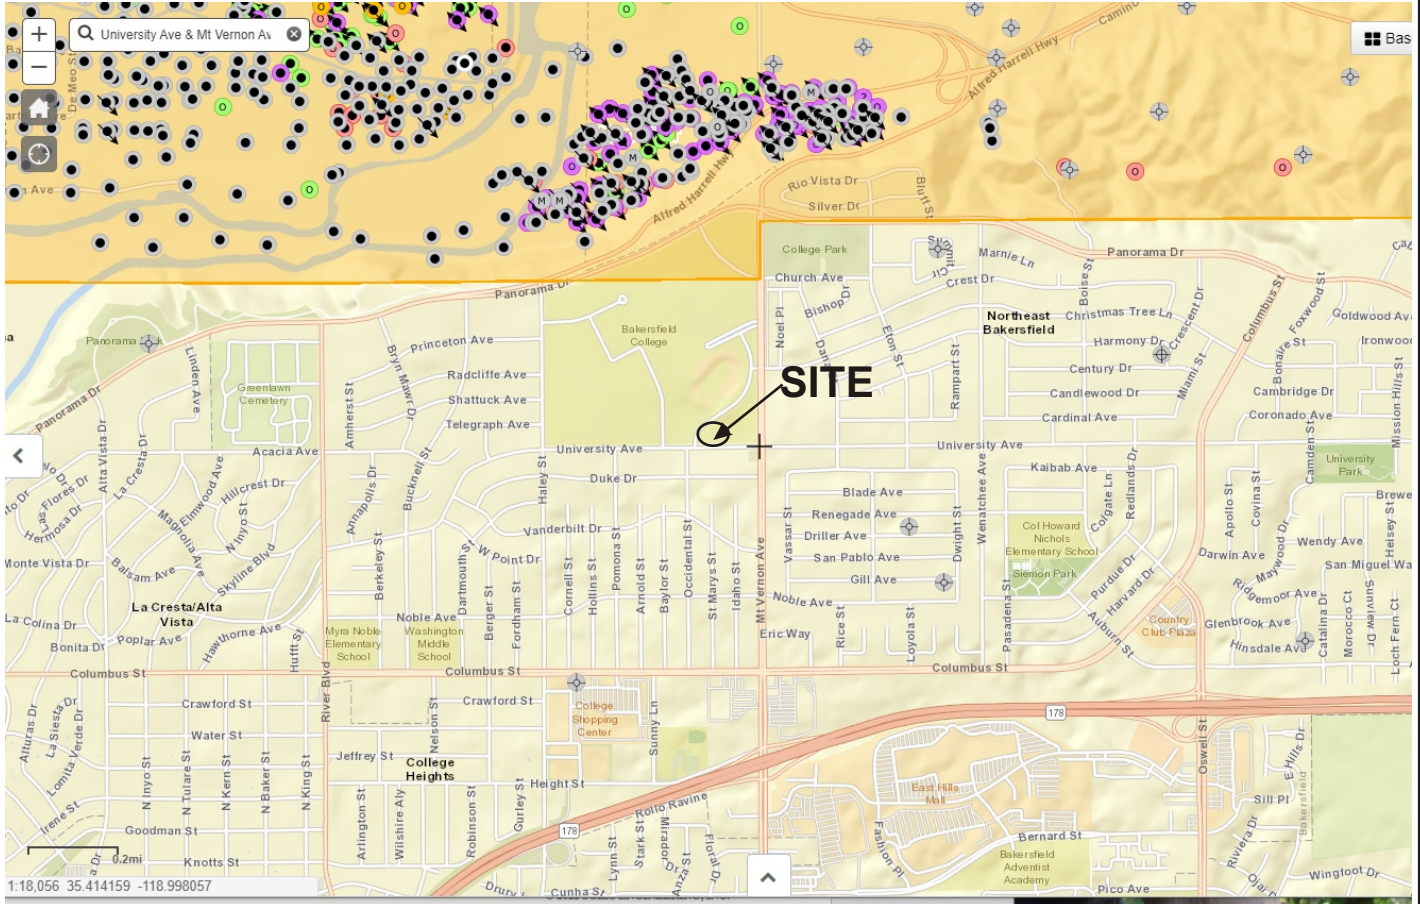 University Ave & Mt Vernon Av
Camino
Bas
Alfred Harrell Hwy
De Meo St
n Ave
M
O
Alfred Harrell Hwy
Rio Vista Dr
Bluff St
Silver Dr
College Park
Marnie Ln
Panorama Dr
Church Ave
Crest Dr
Boise St
Columbus St
Foxwood St
Panorama Dr
Bishop Dr
Noel Pl
Northeast
Bakersfield
Christmas Tree Ln
Crescent Dr
Goldwood Av
Bakersfield
College
Eton St
Harmony Dr
Bonaire St
Ironwood
Panorama
Linden Ave
Princeton Ave
Bryn Mawr Dr
Radcliffe Ave
Shattuck Ave
Telegraph Ave
Amherst St
Greenlawn
Cemetery
SITE
Rampart St
Century Dr
Miami St
Candlewood Dr
Cambridge Dr
Cardinal Ave
Coronado Ave
Mission Hills St
Panorama Dr
Alta Vista Dr
La Cresta Dr
Acacia Ave
University Ave
University Ave
Camden St
University
Park
Kaibab Ave
Duke Dr
Haley St
Bucknell St
Annapolis Dr
Las Flores Dr
Hermosa Dr
Elmwood Ave
Magnolia Ave
Hillcrest Dr
N Inyo St
Skyline Blvd
Blade Ave
Renegade Ave
Driller Ave
San Pablo Ave
Gill Ave
Vassar St
Dwight St
Wenatchee Ave
Colgate Ln
Redlands Dr
Apollo St
Covina St
Maywood Dr
Brewe
Heisey St
Wendy Ave
Darwin Ave
San Miguel Wa
Col Howard
Nichols
Elementary School
Siemon Park
Vanderbilt Dr
W Point Dr
Monte Vista Dr
Balsam Ave
La Cresta/Alta
Vista
La Colina Dr
Bonita Dr
Poplar Ave
Hawthorne Ave
Hufft St
Berkeley St
Dartmouth St
Berger St
Fordham St
Cornell St
Hollins St
Pomona St
Arnold St
Baylor St
Occidental St
St Marys St
Idaho St
Mt Vernon Ave
Noble Ave
Noble Ave
Eric Way
Rice St
Loyola St
Pasadena St
Purdue Dr
Harvard Dr
Auburn St
Country
Club Plaza
Ridgemoor Ave
Glenbrook Ave
Hinsdale Ave
Catalina Dr
Morocco Ct
Sunview Dr
Loch Fern Ct
Myra Noble
Elementary
School
Washington
Middle
School
Columbus St
Columbus St
Columbus St
River Blvd
Crawford St
Crawford St
Water St
Jeffrey St
Nelson St
College
Heights
College
Shopping
Center
Sunny Ln
178
Oswell St
E Hills Dr
Bakersfield
Alturas Dr
La Siesta Dr
Loma Verde Dr
Irene St
N Inyo St
N Tulare St
N Kern St
N Baker St
N King St
Goodman St
Knotts St
Height St
Rollo Ravine
178
Arlington St
Wilshire Aly
Robinson St
Gurley St
Lynn St
Stark St
Mirador Dr
Anza St
Floral Dr
Drury
Cunha St
East Hills
Mall
Fashion Pl
Bernard St
Bakersfield
Adventist
Academy
Pico Ave
Sill Pl
Riviera Dr
Ojai
Wingfoot Dr
0.2mi
1:18,056 35.414159 -118.998057